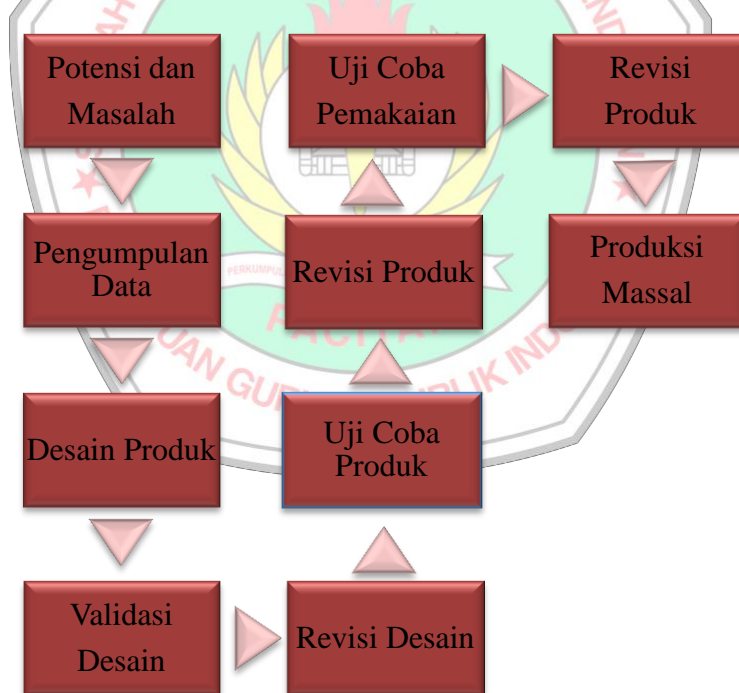 Potensi dan
Masalah
Pengumpulan
Data
Desain Produk
Validasi
Desain
Revisi Desain
Uji Coba
Produk
Revisi Produk
Uji Coba
Pemakaian
Revisi
Produk
Produksi
Massal